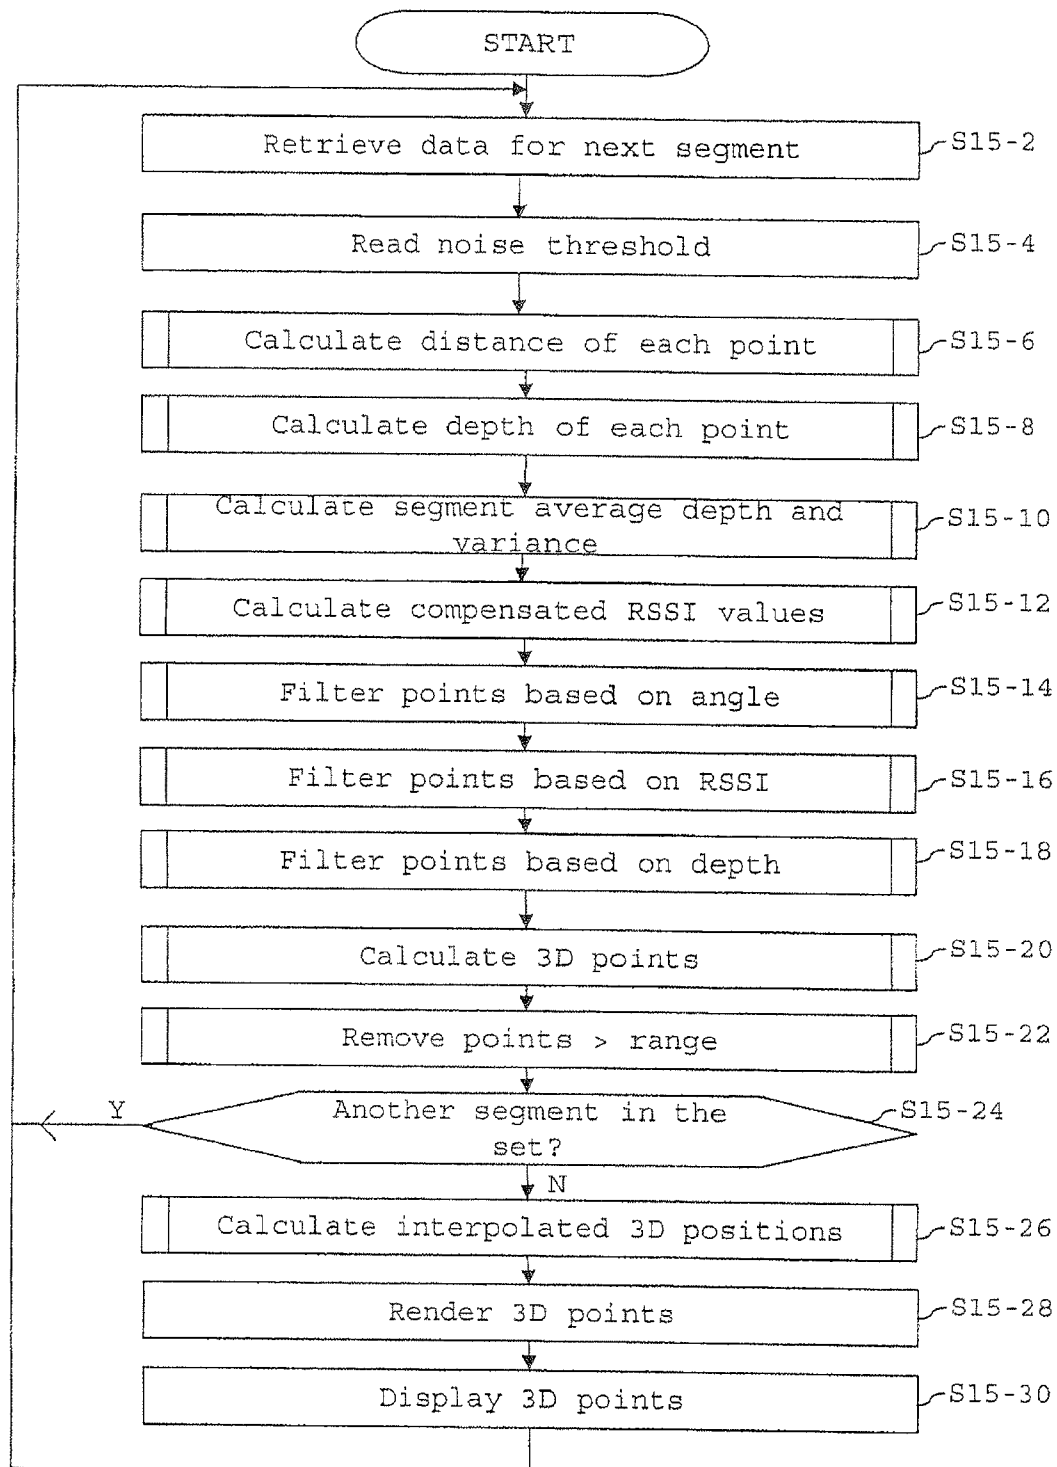 START
Retrieve data for next segment
S15-2
Read noise threshold
S15-4
Calculate distance of each point
S15-6
Calculate depth of each point
S15-8
Calculate segment average depth and
variance
S15-10
Calculate compensated RSSI values
S15-12
Filter points based on angle
S15-14
Filter points based on RSSI
S15-16
Filter points based on depth
S15-18
Calculate 3D points
S15-20
Remove points > range
S15-22
Y
Another segment in the
set?
S15-24
N
Calculate interpolated 3D positions
S15-26
Render 3D points
S15-28
Display 3D points
S15-30